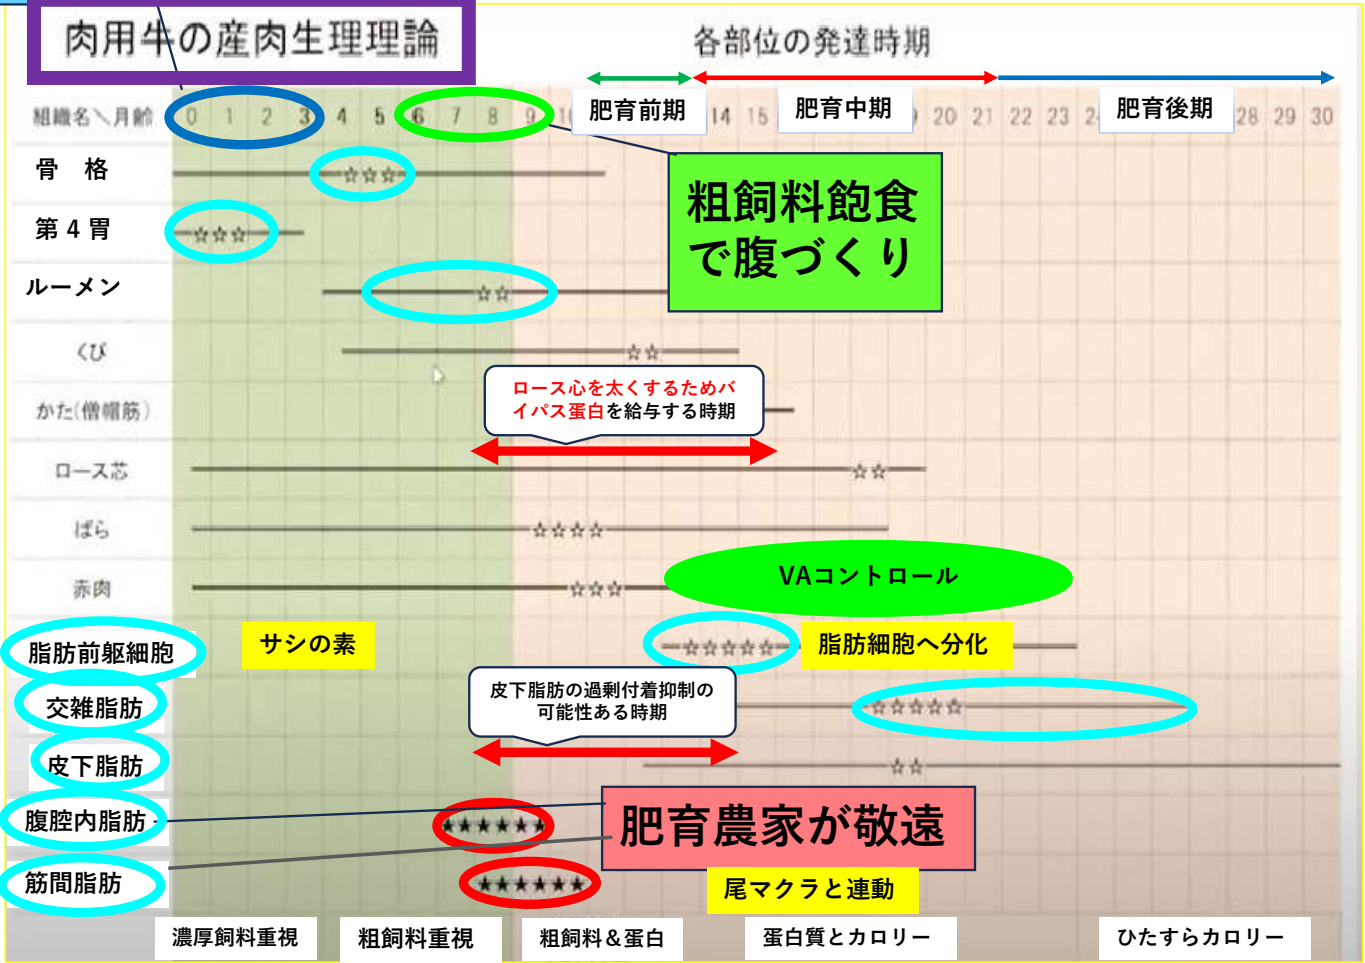 肉用牛の産肉生理理論
各部位の発達時期
肥育前期
肥育中期
肥育後期
組織名＼月齢 0 1 2 3 4 5 6 7 8 9 14 15 20 21 22 23 28 29 30
骨 格 ☆☆☆
第4胃 ☆☆☆
ルーメン ☆☆
粗飼料飽食
で腹づくり
くび ☆☆
かた(僧帽筋)
ロース心を太くするためバ
イパス蛋白を給与する時期
ロース芯 ☆☆
ばら ☆☆☆☆
赤肉 ☆☆☆
VAコントロール
脂肪前躯細胞 サシの素 ☆☆☆☆☆ 脂肪細胞へ分化
交雑脂肪 ☆☆☆☆☆
皮下脂肪の過剰付着抑制の
可能性ある時期
皮下脂肪 ☆☆
腹腔内脂肪 ★★★★★★
肥育農家が敬遠
筋間脂肪 ★★★★★★
尾マクラと連動
濃厚飼料重視
粗飼料重視
粗飼料＆蛋白
蛋白質とカロリー
ひたすらカロリー